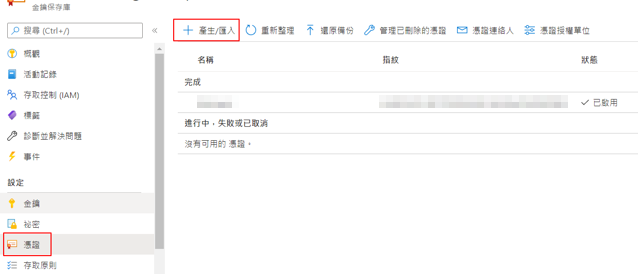 金鑰保存庫
搜尋 (Ctrl+/)
產生/匯入 重新整理 還原備份 管理已刪除的憑證 憑證連絡人 憑證授權單位
概觀
活動記錄
存取控制 (IAM)
標籤
診斷並解決問題
事件
設定
金鑰
祕密
憑證
存取原則
名稱 指紋 狀態
完成
已啟用
進行中，失敗或已取消
沒有可用的 憑證。